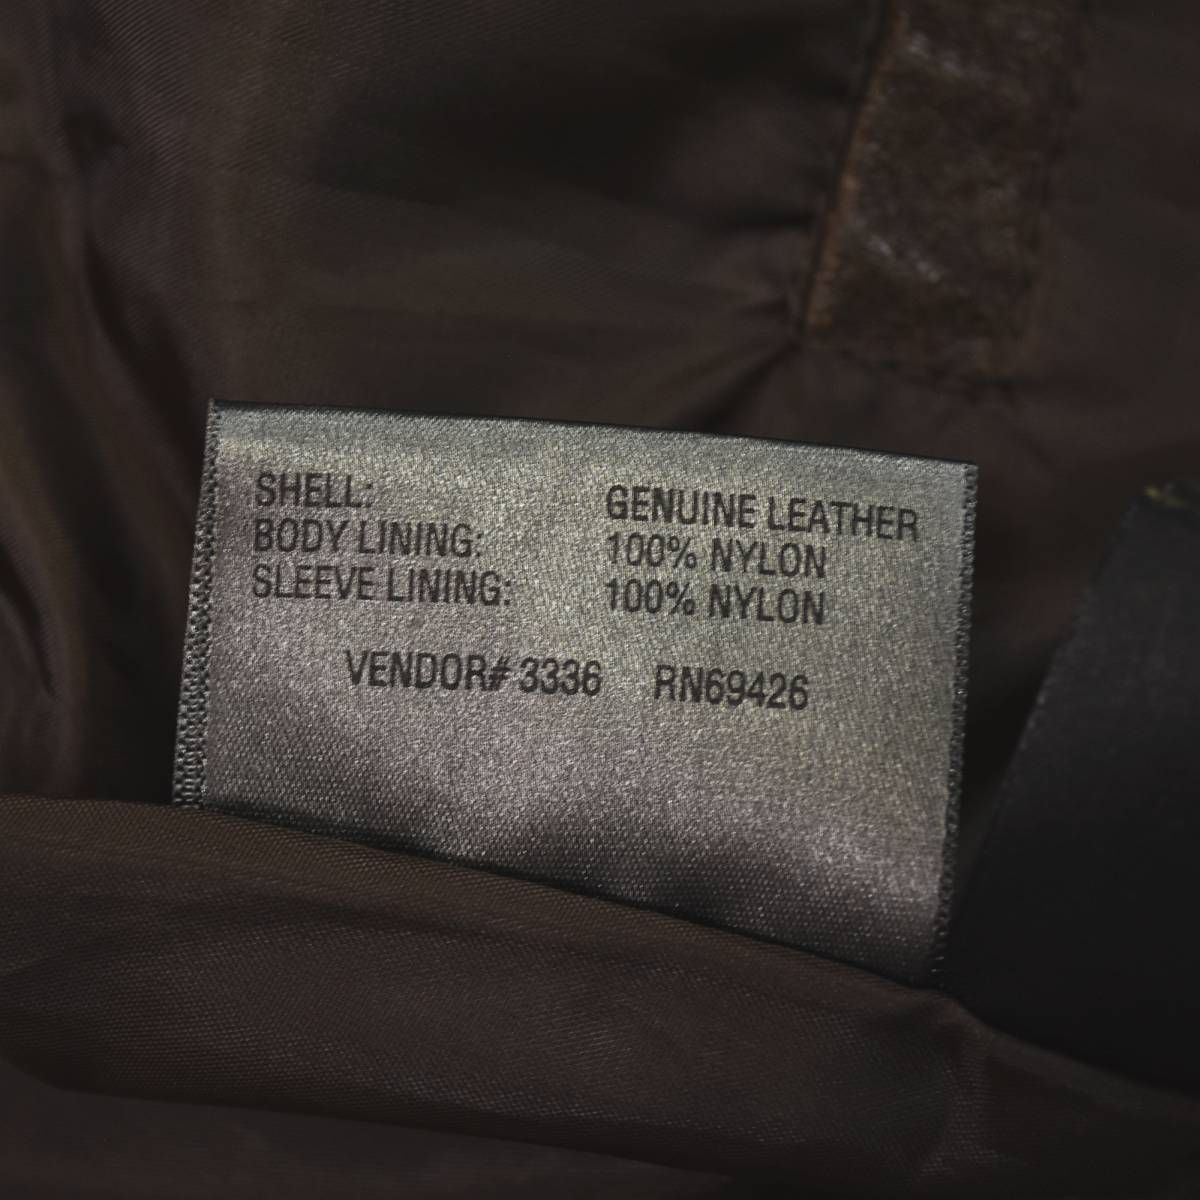 SHELL: GENUINE LEATHER
BODY LINING: 100% NYLON
SLEEVE LINING: 100% NYLON
VENDOR# 3336 RN69426